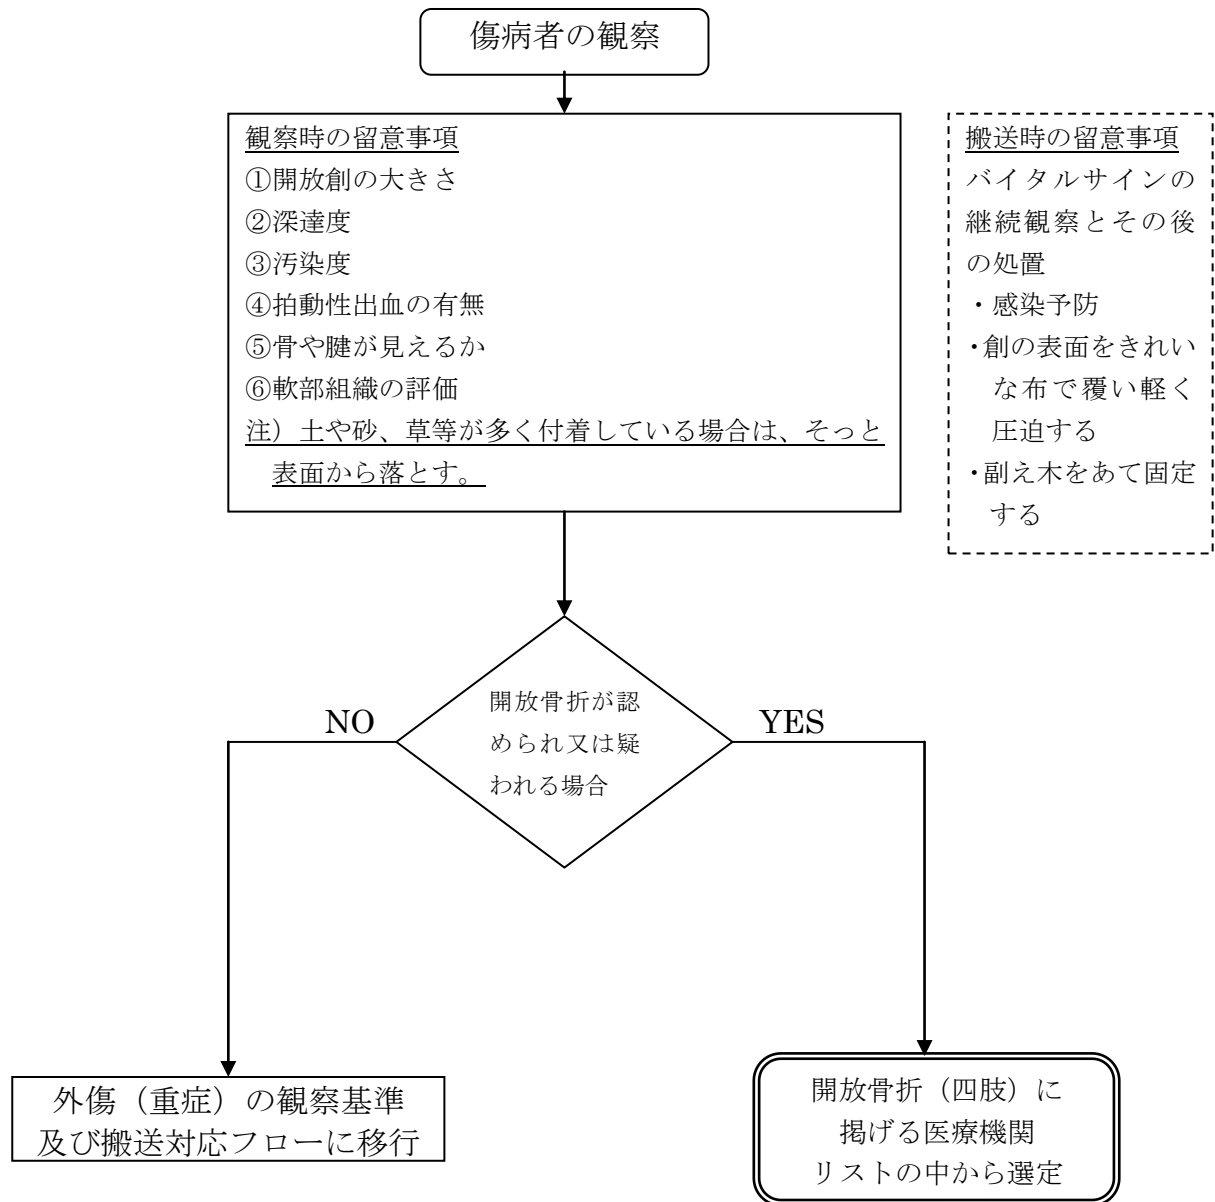 傷病者の観察
観察時の留意事項
①開放創の大きさ
②深達度
③汚染度
④拍動性出血の有無
⑤骨や腱が見えるか
⑥軟部組織の評価
注）土や砂、草等が多く付着している場合は、そっと
表面から落とす。
搬送時の留意事項
バイタルサインの
継続観察とその後
の処置
・感染予防
・創の表面をきれい
な布で覆い軽く
圧迫する
・副え木をあて固定
する
開放骨折が認
められ又は疑
われる場合
NO
YES
外傷（重症）の観察基準
及び搬送対応フローに移行
開放骨折（四肢）に
掲げる医療機関
リストの中から選定